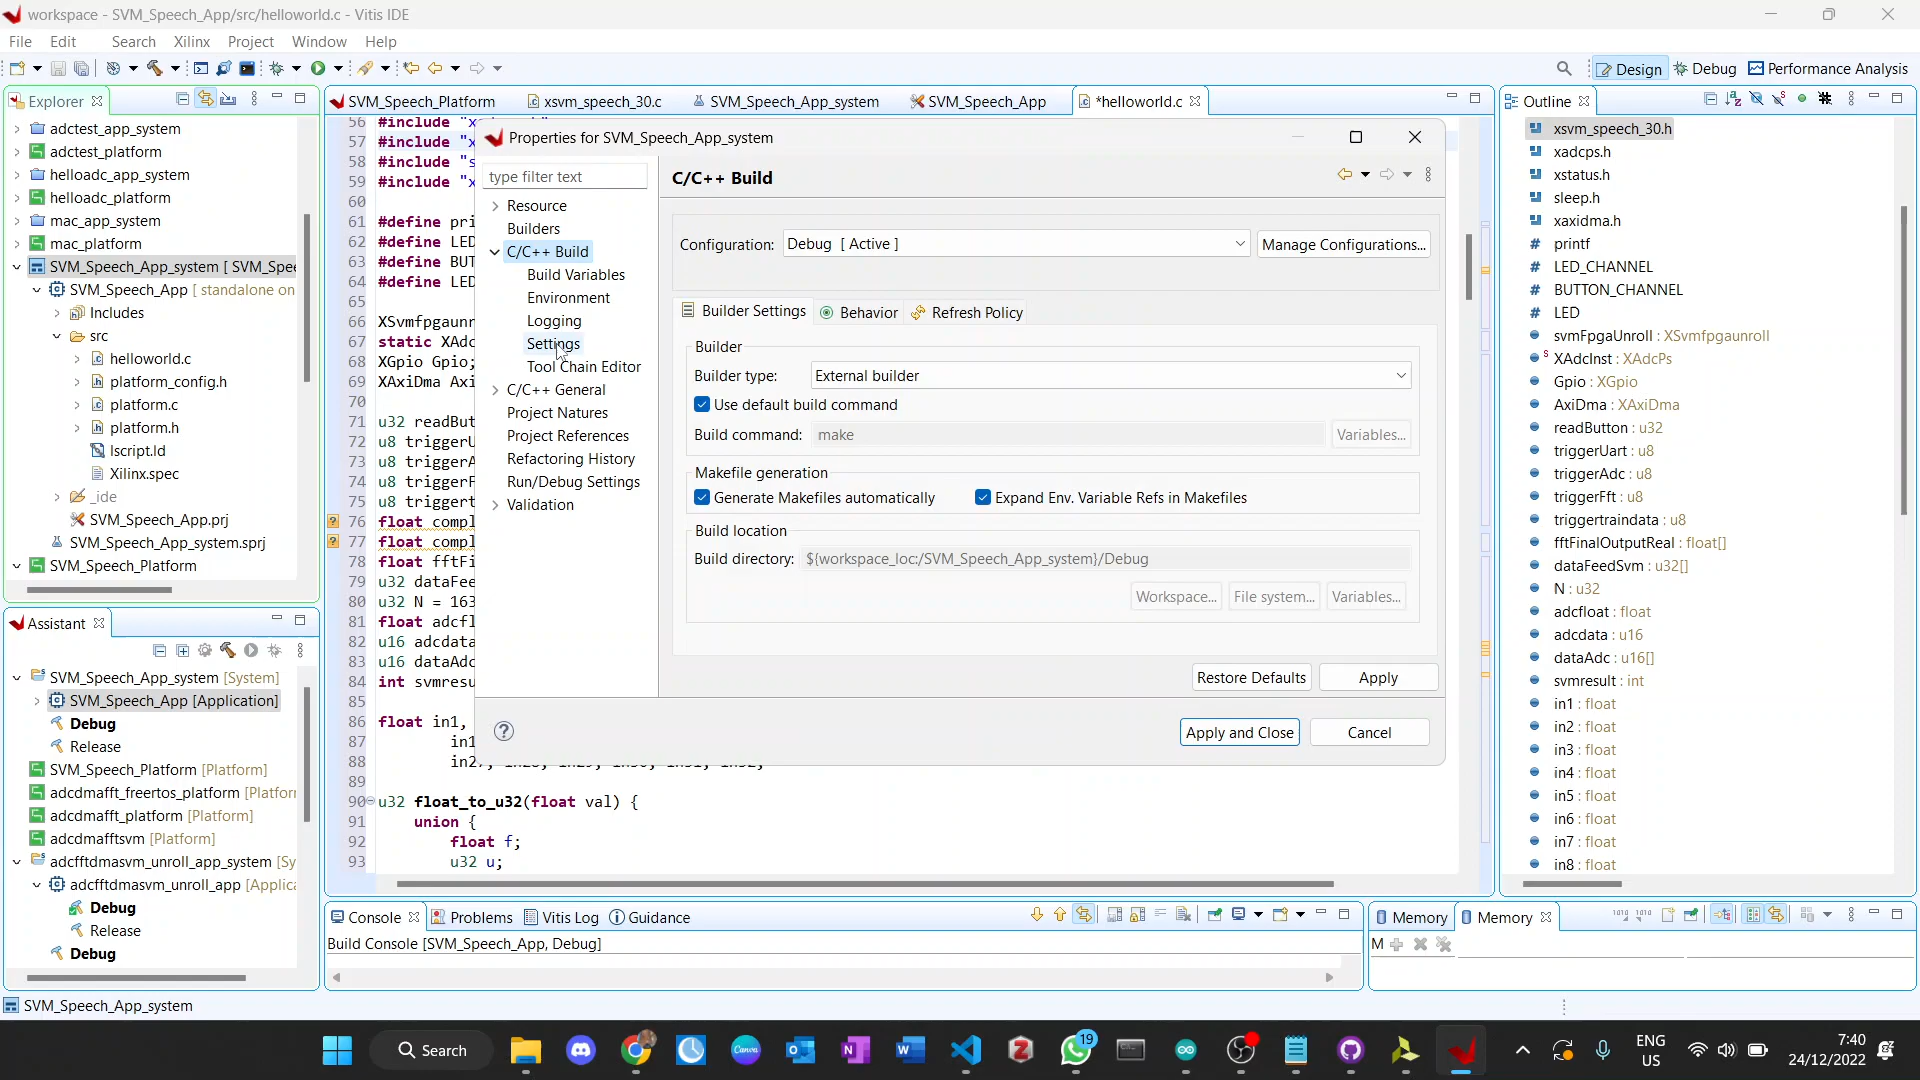 workspace - SVM_Speech_App/src/helloworld.c - Vitis IDE
File Edit Search Xilinx Project Window Help
Design Debug Performance Analysis
Explorer
adctest_app_system
adctest_platform
helloadc_app_system
helloadc_platform
mac_app_system
mac_platform
SVM_Speech_App_system [ SVM_Spee
SVM_Speech_App [ standalone on
Includes
src
helloworld.c
platform_config.h
platform.c
platform.h
lscript.ld
Xilinx.spec
_ide
SVM_Speech_App.prj
SVM_Speech_App_system.sprj
SVM_Speech_Platform
Assistant
SVM_Speech_App_system [System]
SVM_Speech_App [Application]
Debug
Release
SVM_Speech_Platform [Platform]
adcdmafft_freertos_platform [Platforr
adcdmafft_platform [Platform]
adcdmafftsvm [Platform]
adcfftdmasvm_unroll_app_system [Sy
adcfftdmasvm_unroll_app [Applica
Debug
Release
Debug
SVM_Speech_Platform xsvm_speech_30.c SVM_Speech_App_system SVM_Speech_App *helloworld.c
56 #include "x
57 #include "x
58 #include "s
59 #include "x
60
61 #define pri
62 #define LED
63 #define BUT
64 #define LED
65
66 XSvmfpgaunr
67 static XAdc
68 XGpio Gpio;
69 XAxiDma Axi
70
71 u32 readBut
72 u8 triggerU
73 u8 triggerA
74 u8 triggerF
75 u8 triggert
76 float compl
77 float compl
78 float fftFi
79 u32 dataFee
80 u32 N = 163
81 float adcfl
82 u16 adcdata
83 u16 dataAdc
84 int svmresu
85
86 float in1,
87 in1
88 in27, in28, in29, in30, in31, in32;
89
90 u32 float_to_u32(float val) {
91 union {
92 float f;
93 u32 u;
Properties for SVM_Speech_App_system
type filter text
Resource
Builders
C/C++ Build
Build Variables
Environment
Logging
Settings
Tool Chain Editor
C/C++ General
Project Natures
Project References
Refactoring History
Run/Debug Settings
Validation
C/C++ Build
Configuration: Debug [ Active ] Manage Configurations...
Builder Settings Behavior Refresh Policy
Builder
Builder type: External builder
Use default build command
Build command: make Variables...
Makefile generation
Generate Makefiles automatically Expand Env. Variable Refs in Makefiles
Build location
Build directory: ${workspace_loc:/SVM_Speech_App_system}/Debug
Workspace... File system... Variables...
Restore Defaults Apply
Apply and Close Cancel
Outline
xsvm_speech_30.h
xadcps.h
xstatus.h
sleep.h
xaxidma.h
printf
LED_CHANNEL
BUTTON_CHANNEL
LED
svmFpgaUnroll : XSvmfpgaunroll
XAdcInst : XAdcPs
Gpio : XGpio
AxiDma : XAxiDma
readButton : u32
triggerUart : u8
triggerAdc : u8
triggerFft : u8
triggertraindata : u8
fftFinalOutputReal : float[]
dataFeedSvm : u32[]
N : u32
adcfloat : float
adcdata : u16
dataAdc : u16[]
svmresult : int
in1 : float
in2 : float
in3 : float
in4 : float
in5 : float
in6 : float
in7 : float
in8 : float
Console Problems Vitis Log Guidance
Build Console [SVM_Speech_App, Debug]
Memory Memory
M
SVM_Speech_App_system
Search
19
ENG
US
7:40
24/12/2022